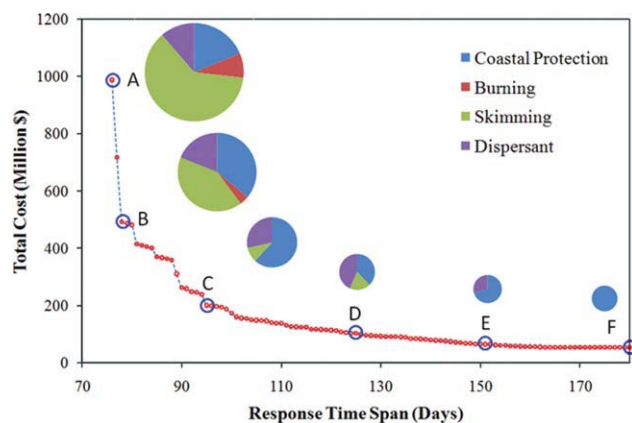 1200
1000
800
600
400
200
0
Total Cost (Million $)
70
90
110
130
150
170
Response Time Span (Days)
Coastal Protection
Burning
Skimming
Dispersant
A
B
C
D
E
F